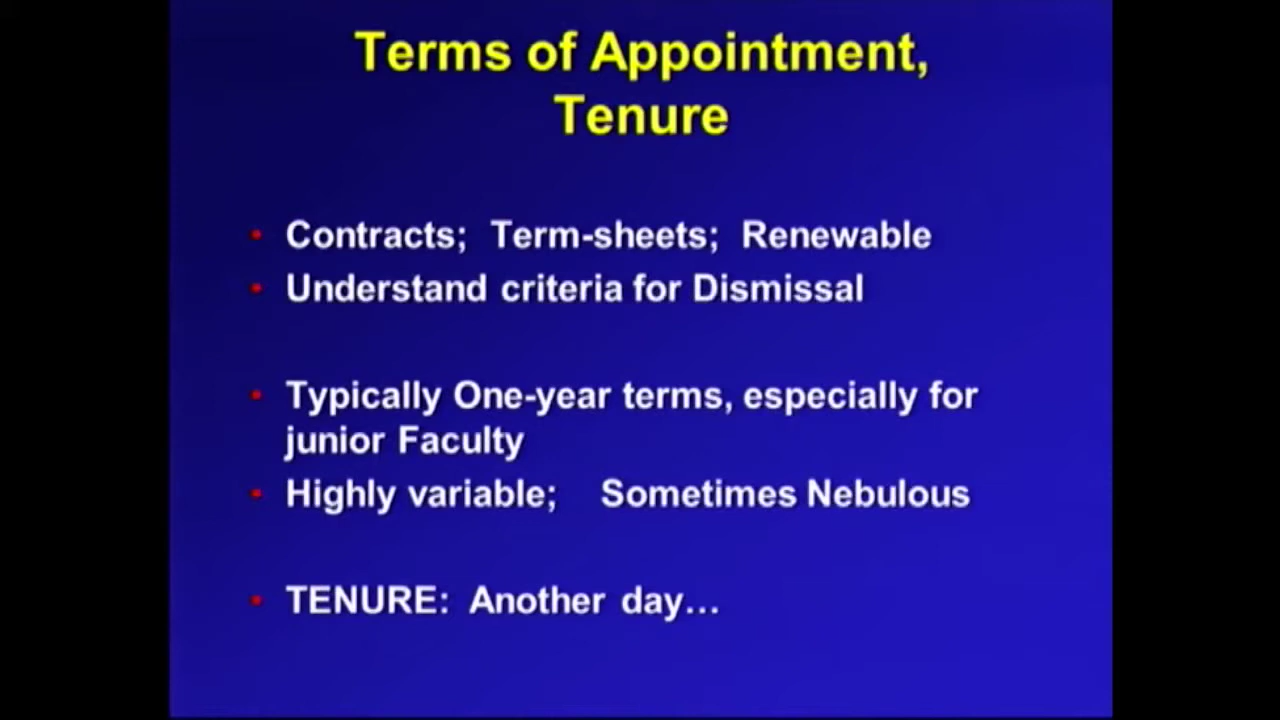 Terms of Appointment,
Tenure
• Contracts; Term-sheets; Renewable
• Understand criteria for Dismissal
• Typically One-year terms, especially for
junior Faculty
• Highly variable; Sometimes Nebulous
• TENURE: Another day…